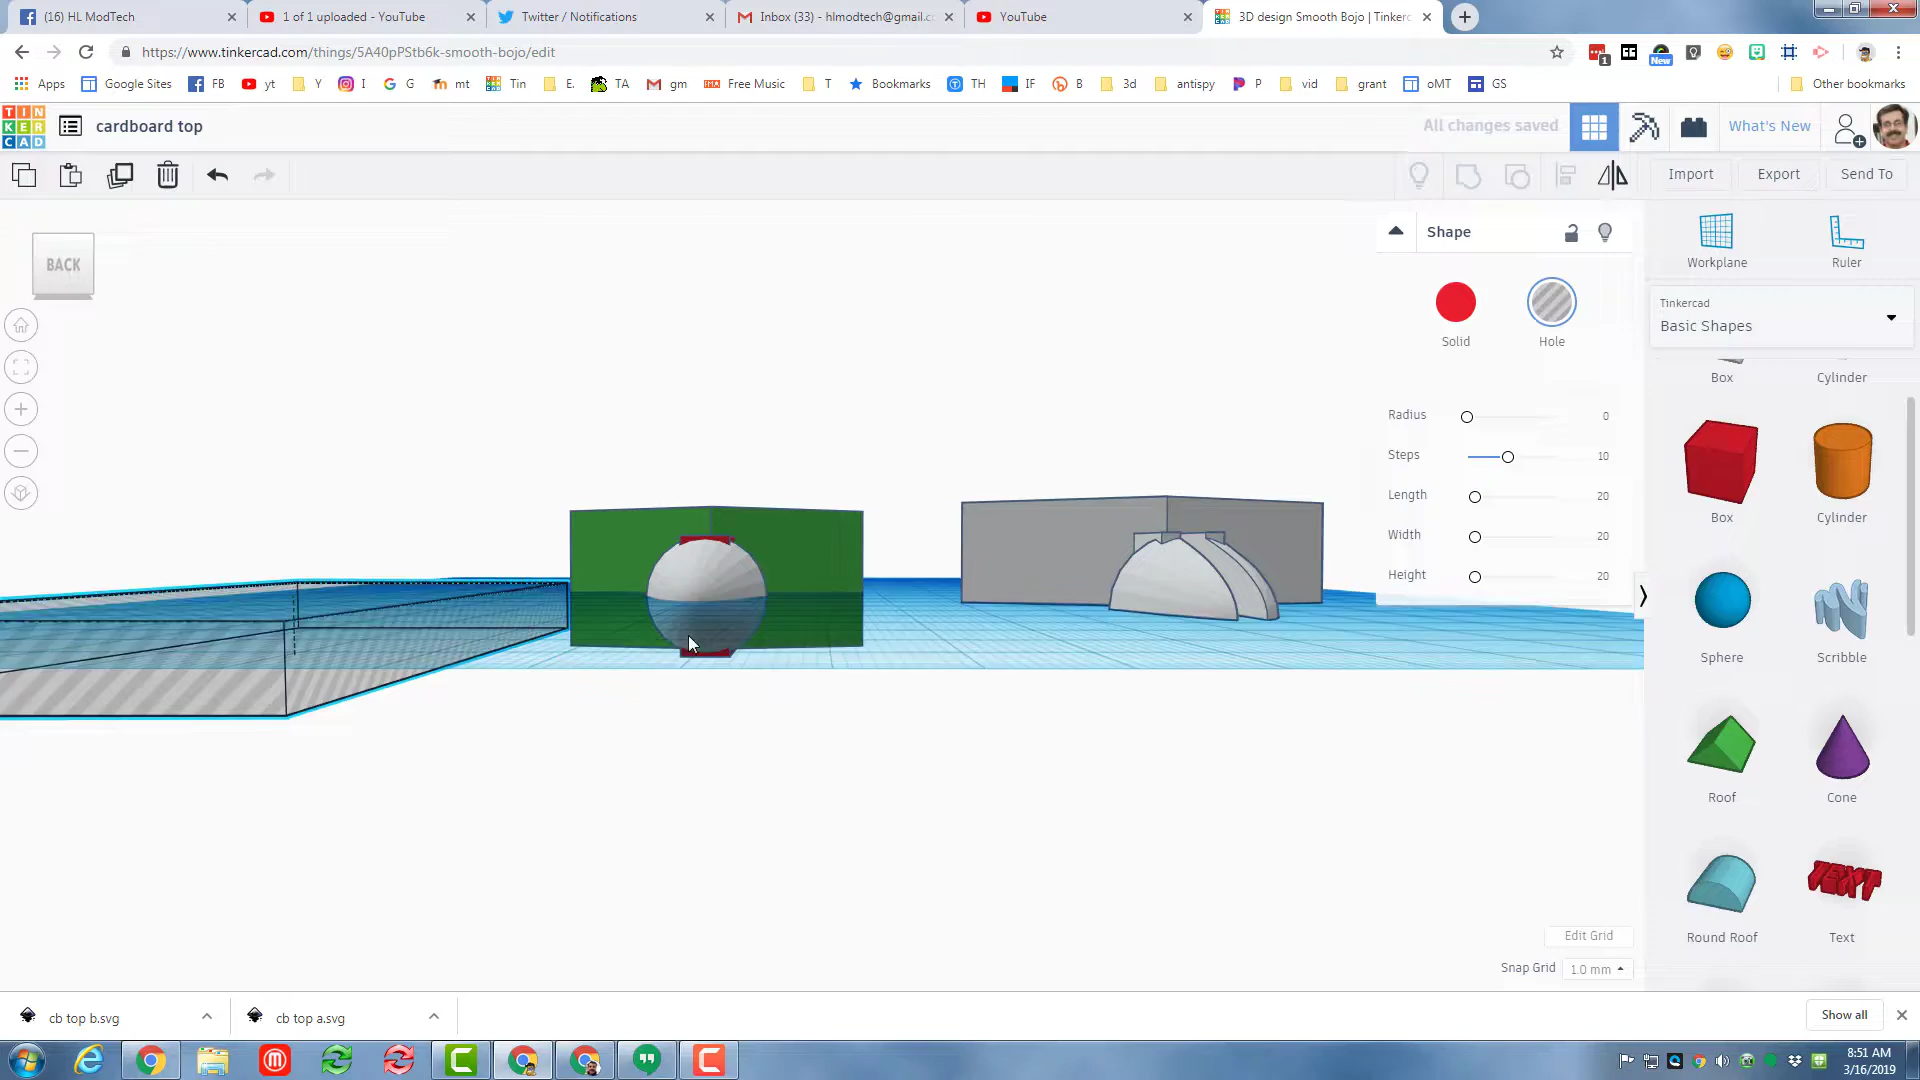 (16) HL ModTech
1 of 1 uploaded - YouTube
Twitter / Notifications
Inbox (33) - hlmodtech@gmail.c
YouTube
3D design Smooth Bojo | Tinkerc
https://www.tinkercad.com/things/5A40pPStb6k-smooth-bojo/edit
1
New
Apps Google Sites FB yt Y I G mt Tin E. TA gm Free Music T Bookmarks TH IF B 3d antispy P vid grant oMT GS Other bookmarks
TIN
KER
CAD
cardboard top
All changes saved
What's New
Import
Export
Send To
BACK
Shape
Solid
Hole
Radius 0
Steps 10
Length 20
Width 20
Height 20
Workplane
Ruler
Tinkercad
Basic Shapes
Box
Cylinder
Box
Cylinder
Sphere
Scribble
Roof
Cone
TEXT
Round Roof
Text
Edit Grid
Snap Grid 1.0 mm
cb top b.svg
cb top a.svg
Show all
8:51 AM
3/16/2019